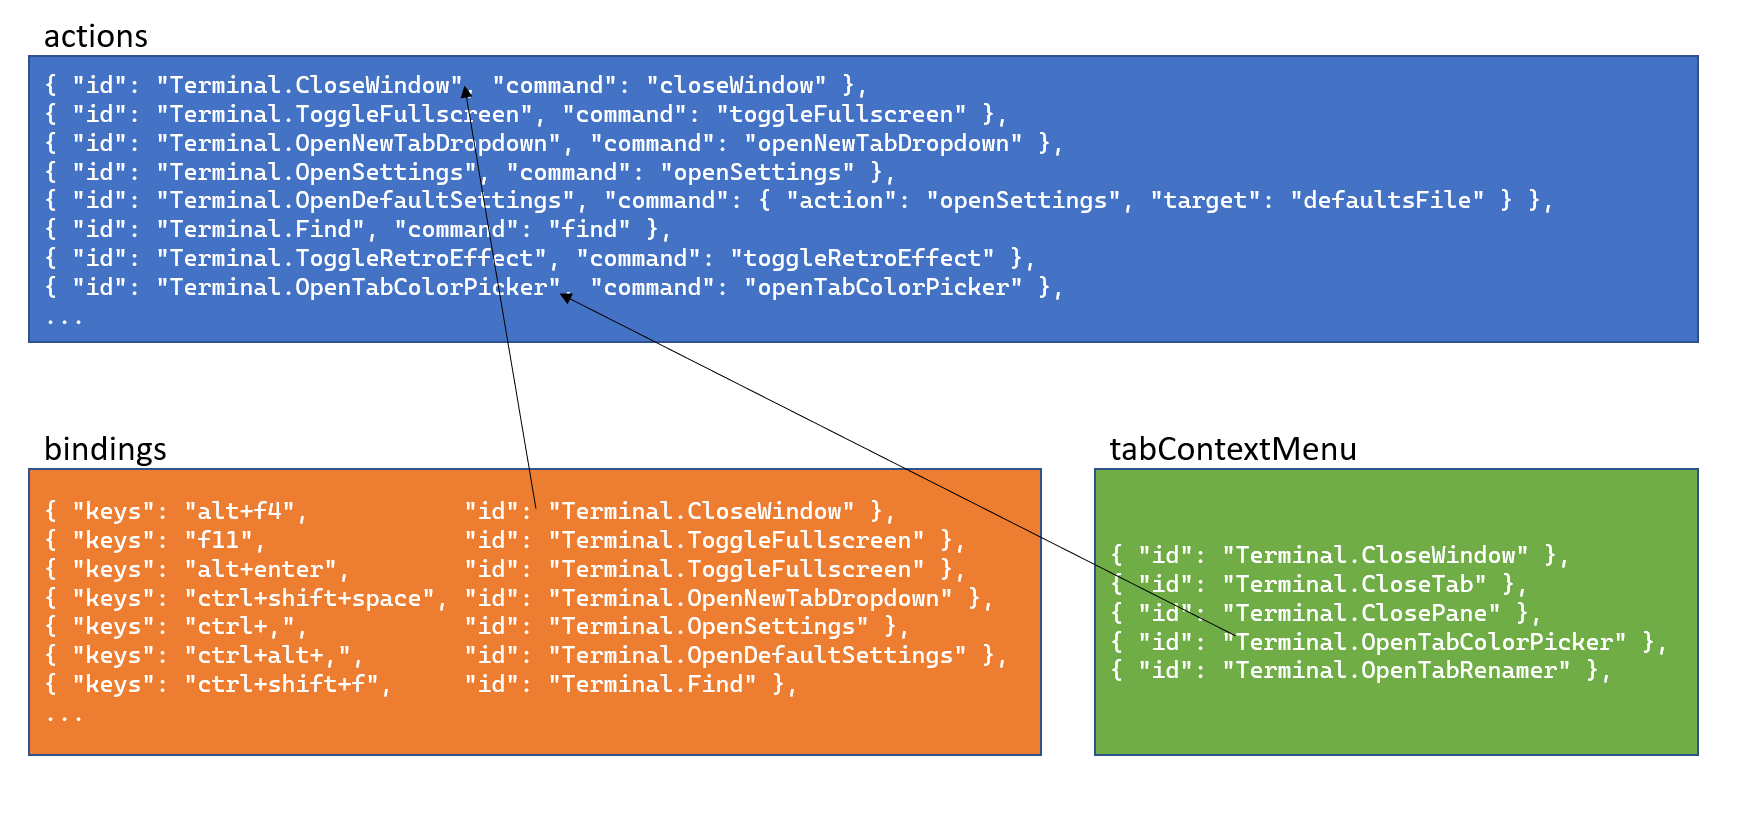 actions
{ "id": "Terminal.CloseWindow", "command": "closeWindow" },
{ "id": "Terminal.ToggleFullscreen", "command": "toggleFullscreen" },
{ "id": "Terminal.OpenNewTabDropdown", "command": "openNewTabDropdown" },
{ "id": "Terminal.OpenSettings", "command": "openSettings" },
{ "id": "Terminal.OpenDefaultSettings", "command": { "action": "openSettings", "target": "defaultsFile" } },
{ "id": "Terminal.Find", "command": "find" },
{ "id": "Terminal.ToggleRetroEffect", "command": "toggleRetroEffect" },
{ "id": "Terminal.OpenTabColorPicker", "command": "openTabColorPicker" },
...
bindings
{ "keys": "alt+f4", "id": "Terminal.CloseWindow" },
{ "keys": "f11", "id": "Terminal.ToggleFullscreen" },
{ "keys": "alt+enter", "id": "Terminal.ToggleFullscreen" },
{ "keys": "ctrl+shift+space", "id": "Terminal.OpenNewTabDropdown" },
{ "keys": "ctrl+,", "id": "Terminal.OpenSettings" },
{ "keys": "ctrl+alt+,", "id": "Terminal.OpenDefaultSettings" },
{ "keys": "ctrl+shift+f", "id": "Terminal.Find" },
...
tabContextMenu
{ "id": "Terminal.CloseWindow" },
{ "id": "Terminal.CloseTab" },
{ "id": "Terminal.ClosePane" },
{ "id": "Terminal.OpenTabColorPicker" },
{ "id": "Terminal.OpenTabRenamer" },